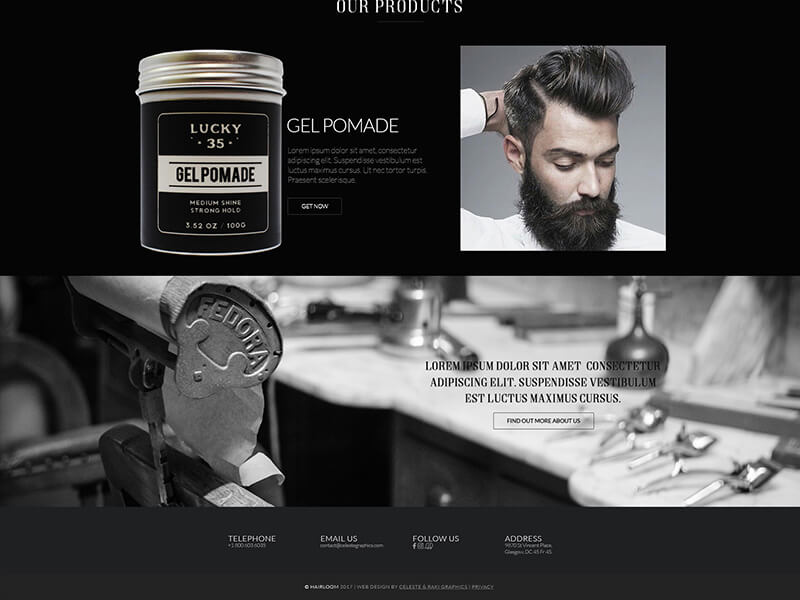 OUR PRODUCTS
LUCKY
35
GEL POMADE
MEDIUM SHINE
STRONG HOLD
3.52 OZ / 100G
GEL POMADE
Lorem ipsum dolor sit amet, consectetur
adipiscing elit. Suspendisse vestibulum est
luctus maximus cursus. Ut nec tortor turpis.
Praesent scelerisque.
GET NOW
FEDORA
LOREM IPSUM DOLOR SIT AMET CONSECTETUR
ADIPISCING ELIT. SUSPENDISSE VESTIBULUM
EST LUCTUS MAXIMUS CURSUS.
FIND OUT MORE ABOUT US
TELEPHONE
+1 800 603 6035
EMAIL US
contact@celestegraphics.com
FOLLOW US
ADDRESS
9870 St Vincent Place,
Glasgow, DC 45 Fr 45.
© HAIRLOOM 2017 | WEB DESIGN BY CELESTE & RAKI GRAPHICS | PRIVACY